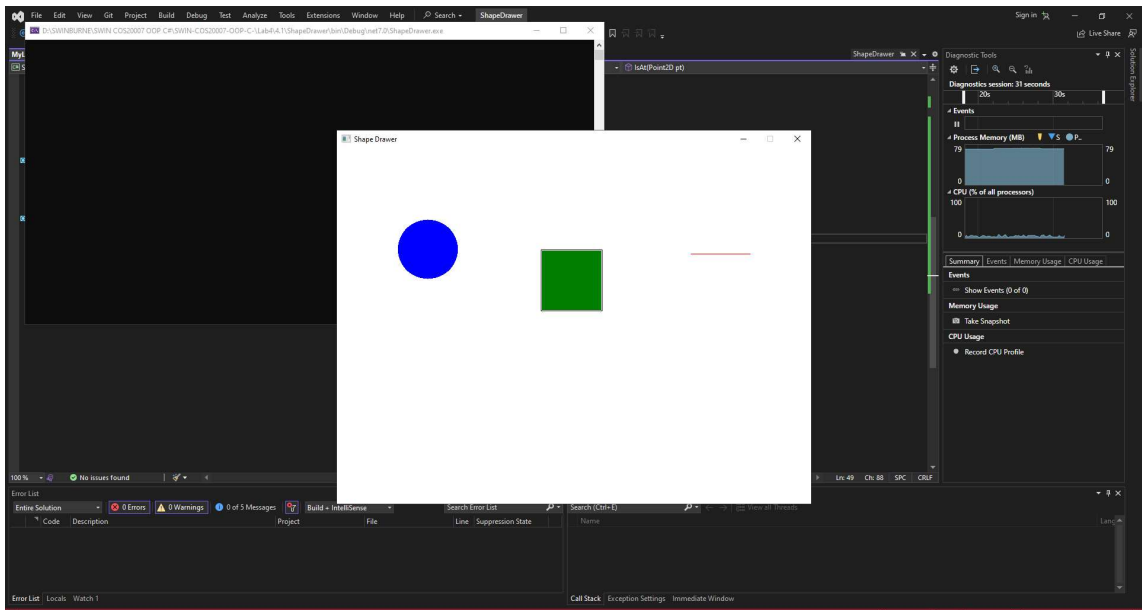 File Edit View Git Project Build Debug Test Analyze Tools Extensions Window Help Search ShapeDrawer Sign in
D:\SWINBURNE\SWIN COS20007 OOP C#\SWIN-COS20007-OOP-C-\Lab4\4.1\ShapeDrawer\bin\Debug\net7.0\ShapeDrawer.exe
Live Share
ShapeDrawer
IsAt(Point2D pt)
Diagnostic Tools
Solution Explorer
Diagnostics session: 31 seconds
20s 30s
Events
Process Memory (MB) S P...
79 79
0 0
CPU (% of all processors)
100 100
0 0
Summary Events Memory Usage CPU Usage
Events
Show Events (0 of 0)
Memory Usage
Take Snapshot
CPU Usage
Record CPU Profile
Shape Drawer
100 % No issues found Ln: 49 Ch: 88 SPC CRLF
Error List
Entire Solution 0 Errors 0 Warnings 0 of 5 Messages Build + IntelliSense Search Error List
Code Description Project File Line Suppression State
Search (Ctrl+E) View all Threads
Name Lang
Error List Locals Watch 1
Call Stack Exception Settings Immediate Window